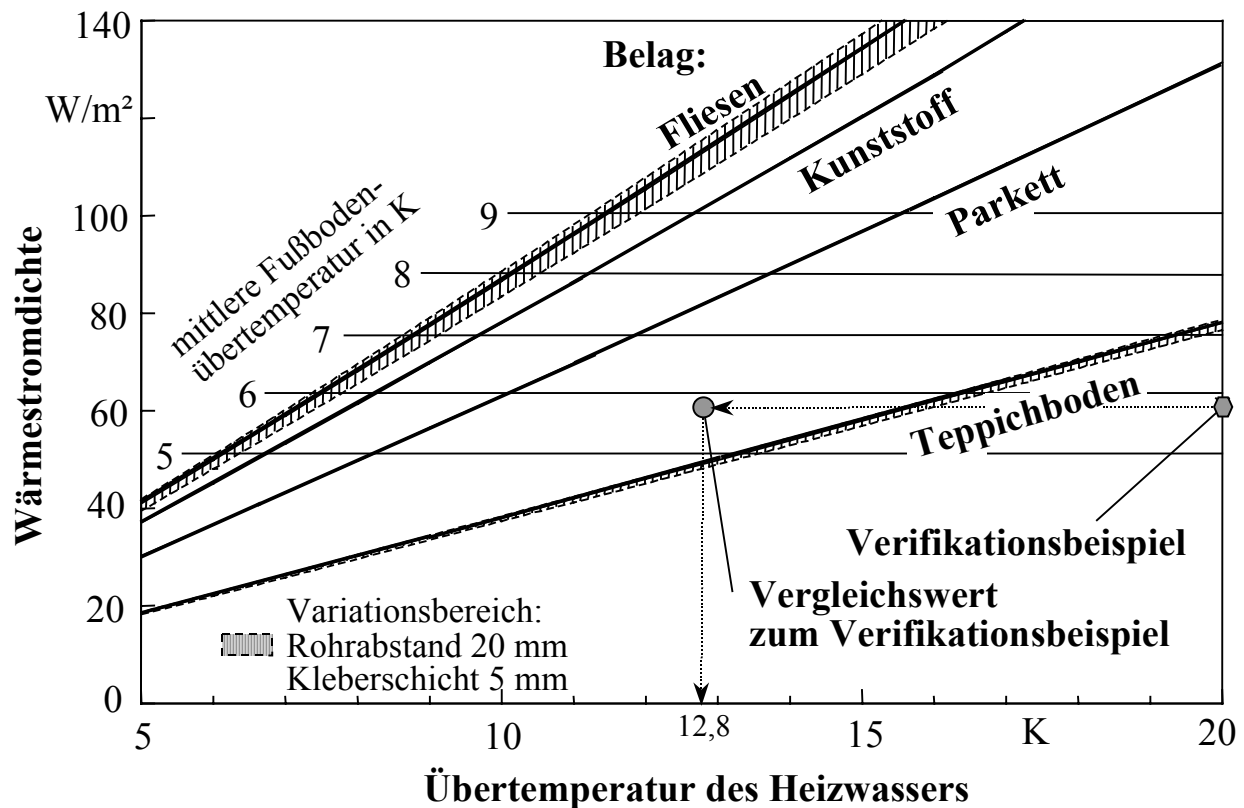 140
W/m²
100
80
60
40
20
0
Wärmestromdichte
Belag:
Fliesen
Kunststoff
Parkett
Teppichboden
mittlere Fußboden-
übertemperatur in K
9
8
7
6
5
Verifikationsbeispiel
Vergleichswert
zum Verifikationsbeispiel
Variationsbereich:
Rohrabstand 20 mm
Kleberschicht 5 mm
5
10
12,8
15
K
20
Übertemperatur des Heizwassers